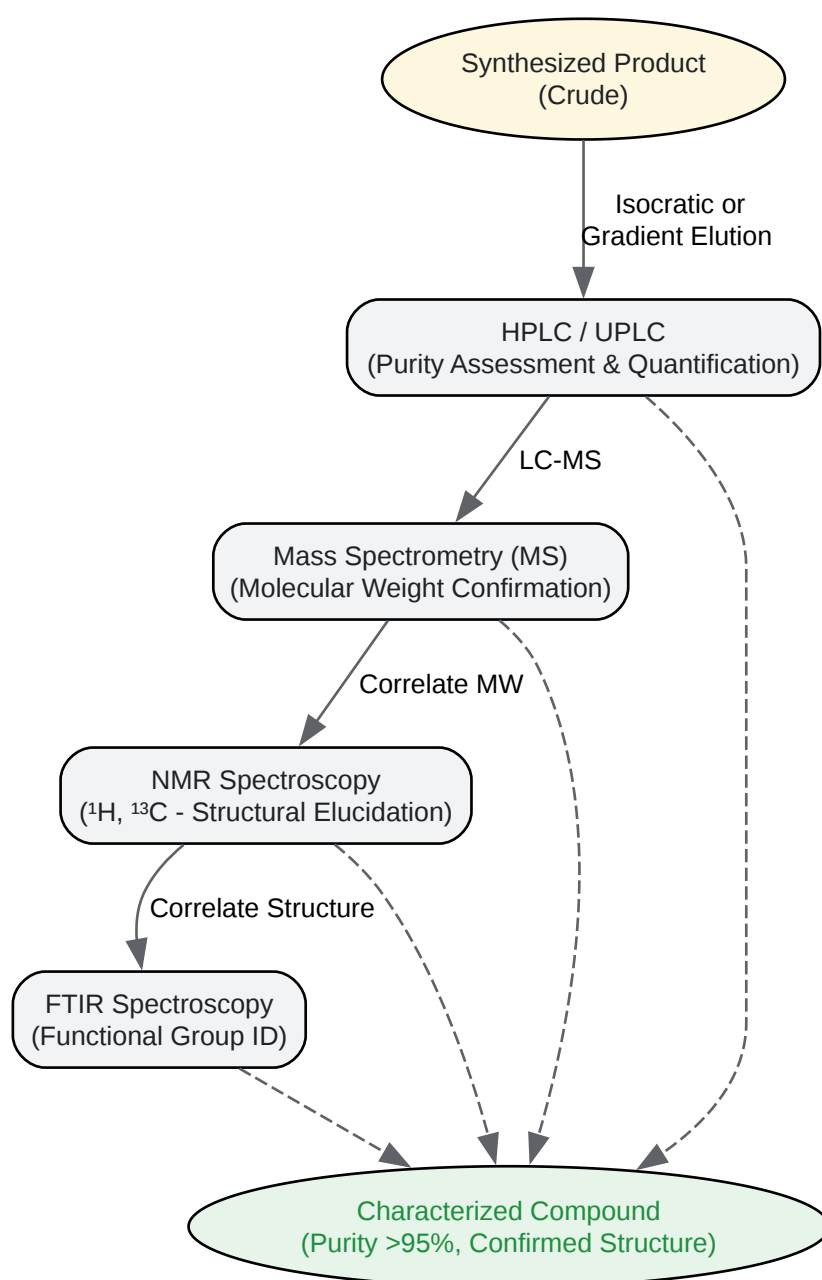 Synthesized Product
(Crude)
Isocratic or
Gradient Elution
HPLC / UPLC
(Purity Assessment & Quantification)
LC-MS
Mass Spectrometry (MS)
(Molecular Weight Confirmation)
Correlate MW
NMR Spectroscopy
(¹H, ¹³C - Structural Elucidation)
Correlate Structure
FTIR Spectroscopy
(Functional Group ID)
Characterized Compound
(Purity >95%, Confirmed Structure)